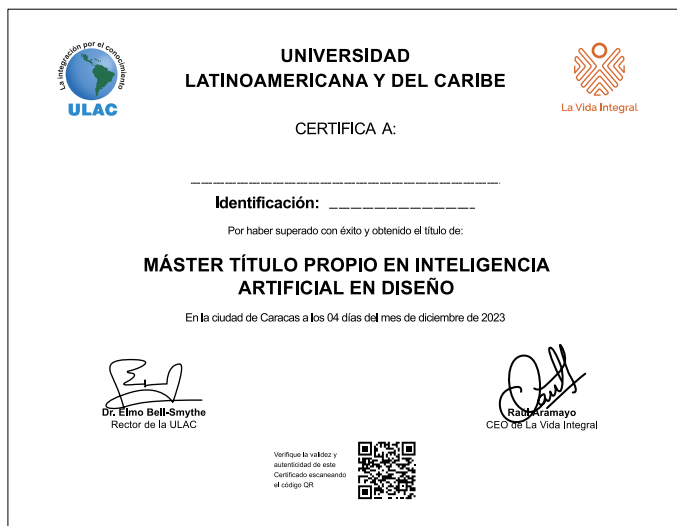 La integración por el conocimiento
ULAC
UNIVERSIDAD
LATINOAMERICANA Y DEL CARIBE
La Vida Integral
CERTIFICA A:
Identificación:
Por haber superado con éxito y obtenido el título de:
MÁSTER TÍTULO PROPIO EN INTELIGENCIA
ARTIFICIAL EN DISEÑO
En la ciudad de Caracas a los 04 días del mes de diciembre de 2023
Dr. Elmo Bell-Smythe
Rector de la ULAC
Raúl Aramayo
CEO de La Vida Integral
Verifique la validez y
autenticidad de este
Certificado escaneando
el código QR